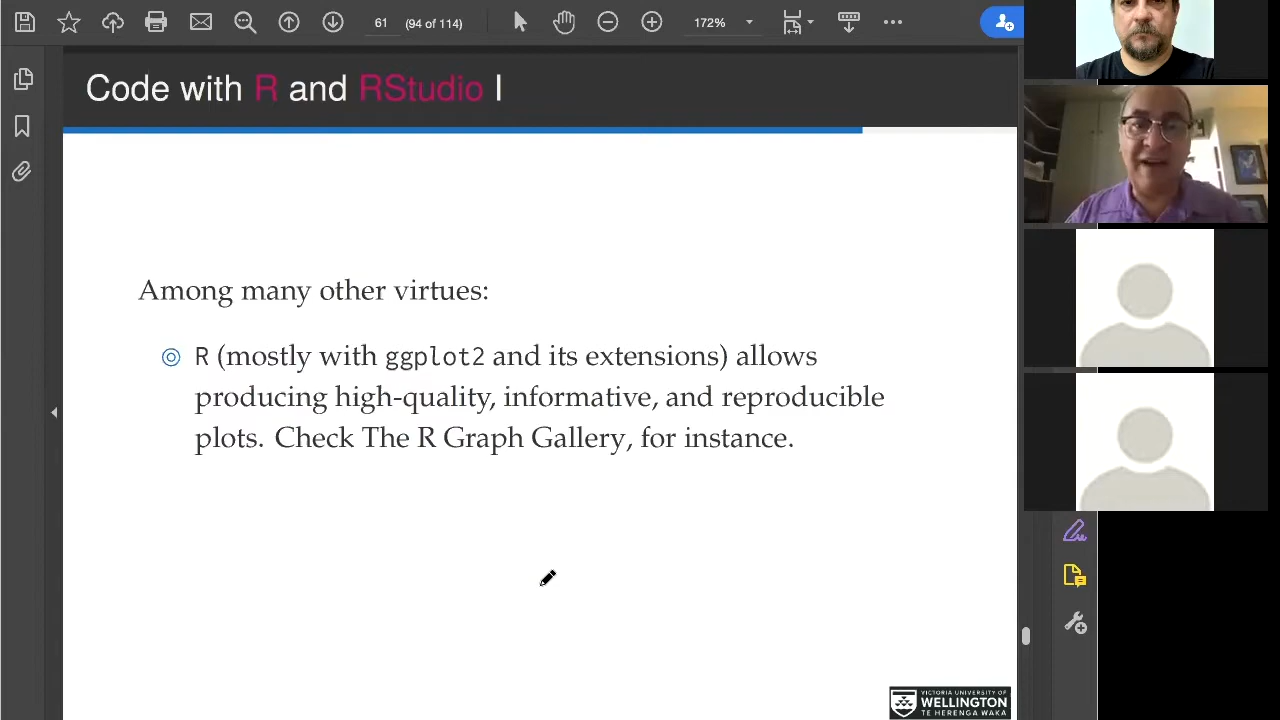 61 (94 of 114) 172%
Code with R and RStudio I
Among many other virtues:
R (mostly with ggplot2 and its extensions) allows
producing high-quality, informative, and reproducible
plots. Check The R Graph Gallery, for instance.
VICTORIA UNIVERSITY OF
WELLINGTON
TE HERENGA WAKA